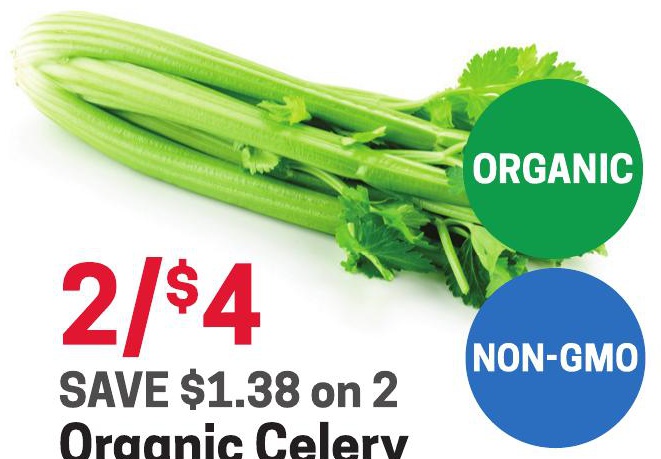 ORGANIC
2/$4
NON-GMO
SAVE $1.38 on 2
Organic Celery